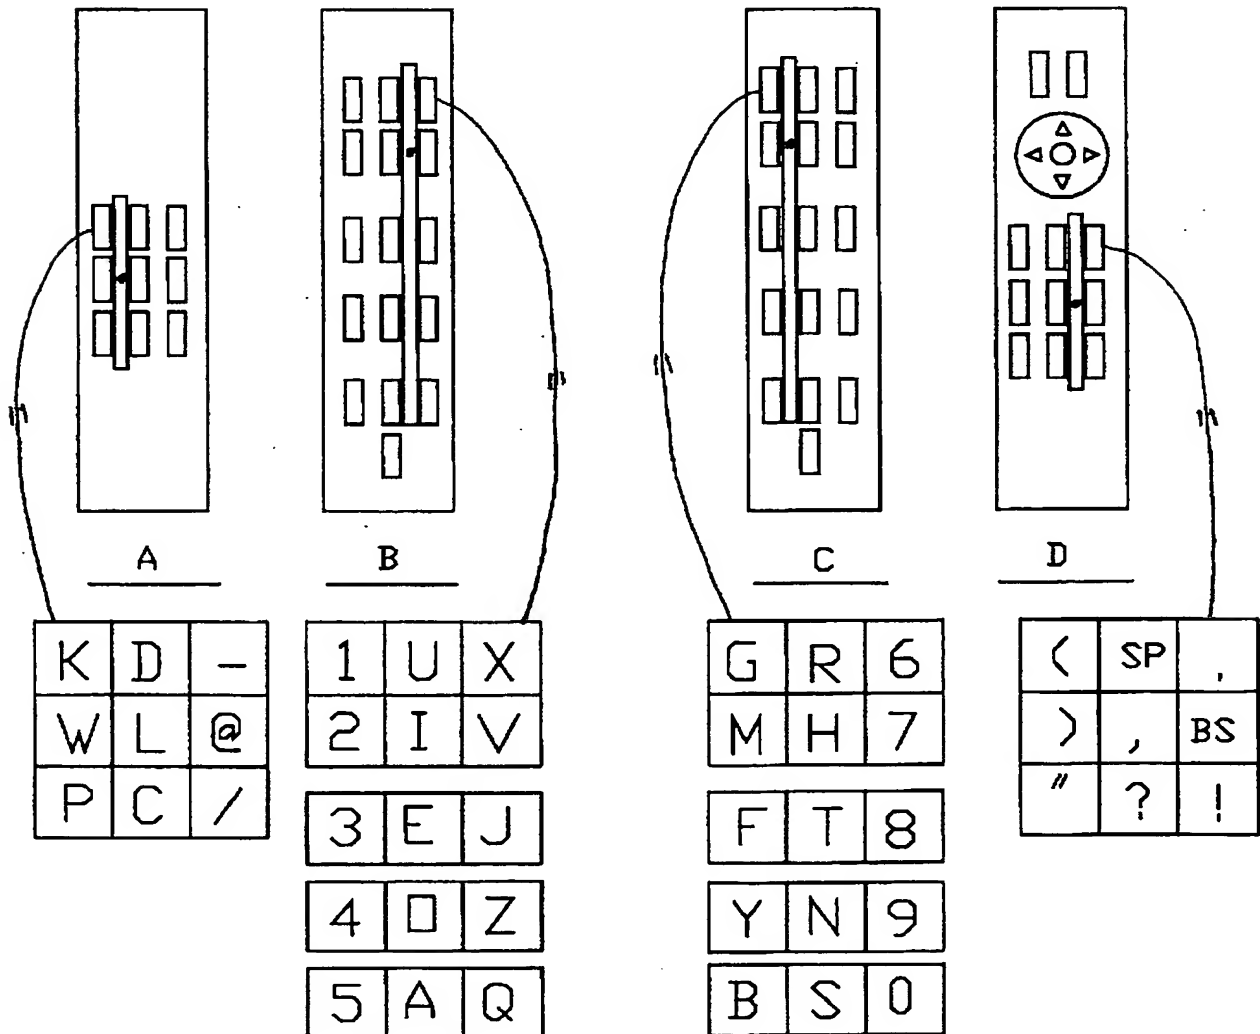 A B C D
K D – 1 U X G R 6 ( SP ,
W L @ 2 I V M H 7 ) , BS
P C / 3 E J F T 8 " ? !
4 O Z Y N 9
5 A Q B S 0